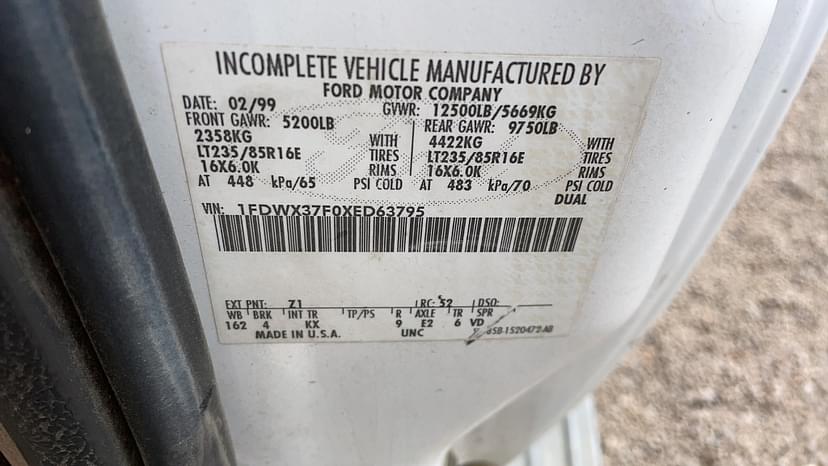 INCOMPLETE VEHICLE MANUFACTURED BY
FORD MOTOR COMPANY
DATE: 02/99 GVWR: 12500LB/5669KG
FRONT GAWR: 5200LB REAR GAWR: 9750LB
2358KG WITH 4422KG WITH
LT235/85R16E TIRES LT235/85R16E TIRES
16X6.0K RIMS 16X6.0K RIMS
AT 448 kPa/65 PSI COLD AT 483 kPa/70 PSI COLD
DUAL
VIN: 1FDWX37F0XED63795
EXT PNT: Z1 RC: 52 DSO:
WB BRK INT TR TP/PS R AXLE TR SPR
162 4 KX 9 E2 6 VD
MADE IN U.S.A. UNC